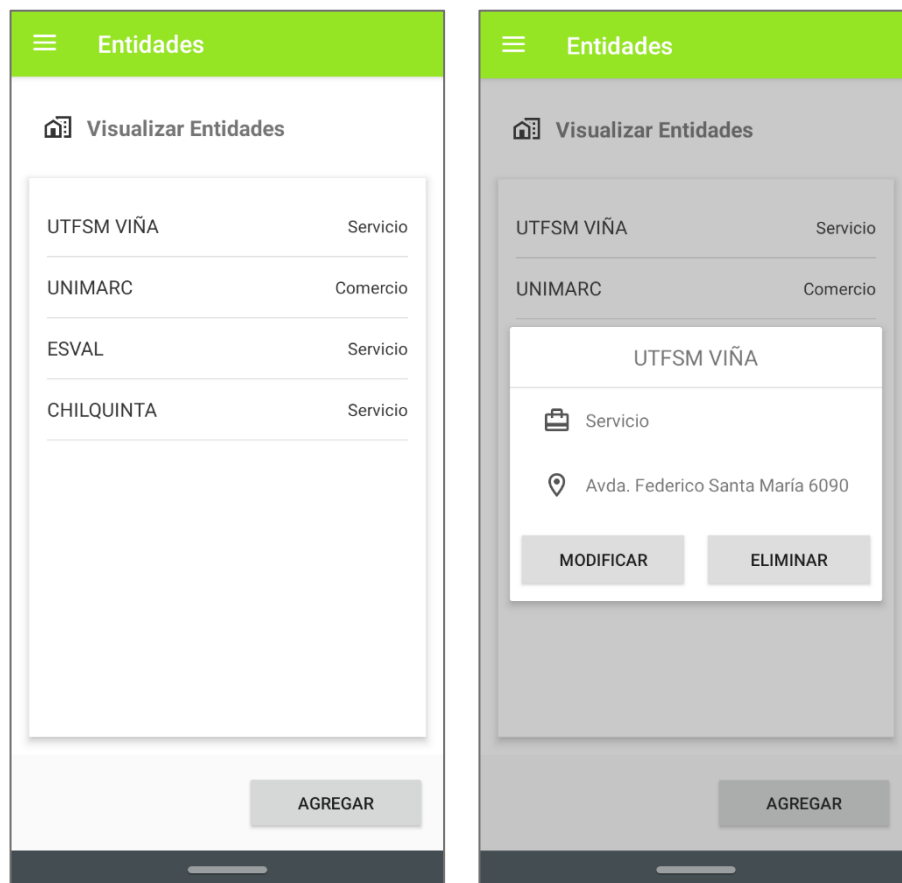 Entidades
Visualizar Entidades
UTFSM VIÑA Servicio
UNIMARC Comercio
ESVAL Servicio
CHILQUINTA Servicio
AGREGAR
Entidades
Visualizar Entidades
UTFSM VIÑA Servicio
UNIMARC Comercio
UTFSM VIÑA
Servicio
Avda. Federico Santa María 6090
MODIFICAR ELIMINAR
AGREGAR